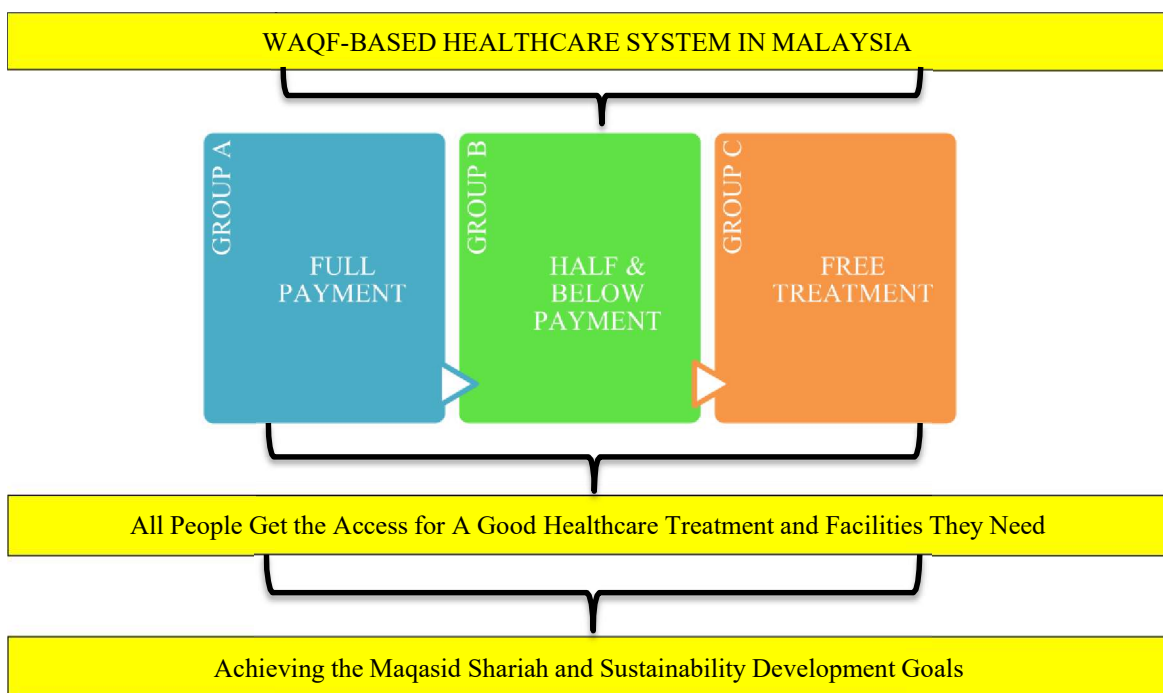 WAQF-BASED HEALTHCARE SYSTEM IN MALAYSIA
GROUP A
FULL
PAYMENT
GROUP B
HALF &
BELOW
PAYMENT
GROUP C
FREE
TREATMENT
All People Get the Access for A Good Healthcare Treatment and Facilities They Need
Achieving the Maqasid Shariah and Sustainability Development Goals